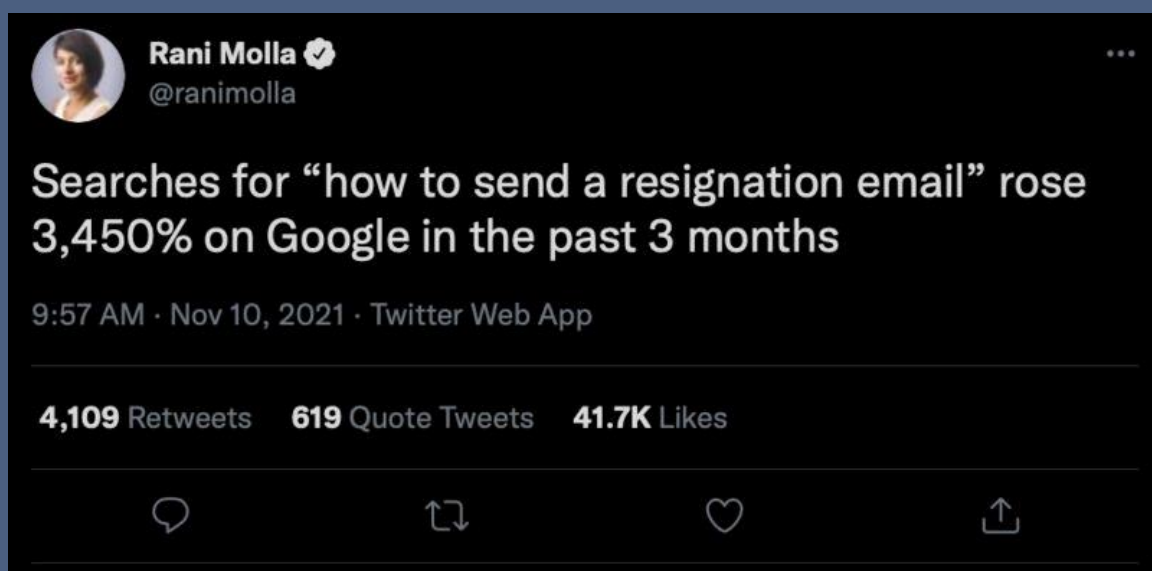 Rani Molla
@ranimolla
Searches for “how to send a resignation email” rose
3,450% on Google in the past 3 months
9:57 AM · Nov 10, 2021 · Twitter Web App
4,109 Retweets 619 Quote Tweets 41.7K Likes